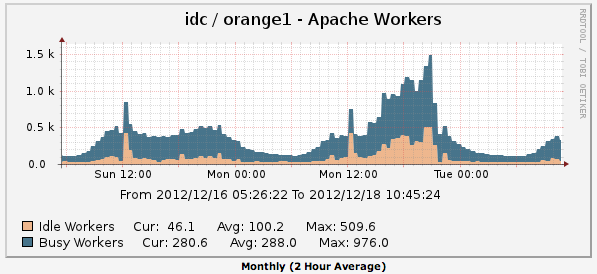 idc / orange1 - Apache Workers
RRDTOOL / TOBI OETIKER
1.5 k
1.0 k
0.5 k
0.0
Sun 12:00 Mon 00:00 Mon 12:00 Tue 00:00
From 2012/12/16 05:26:22 To 2012/12/18 10:45:24
Idle Workers Cur: 46.1 Avg: 100.2 Max: 509.6
Busy Workers Cur: 280.6 Avg: 288.0 Max: 976.0
Monthly (2 Hour Average)